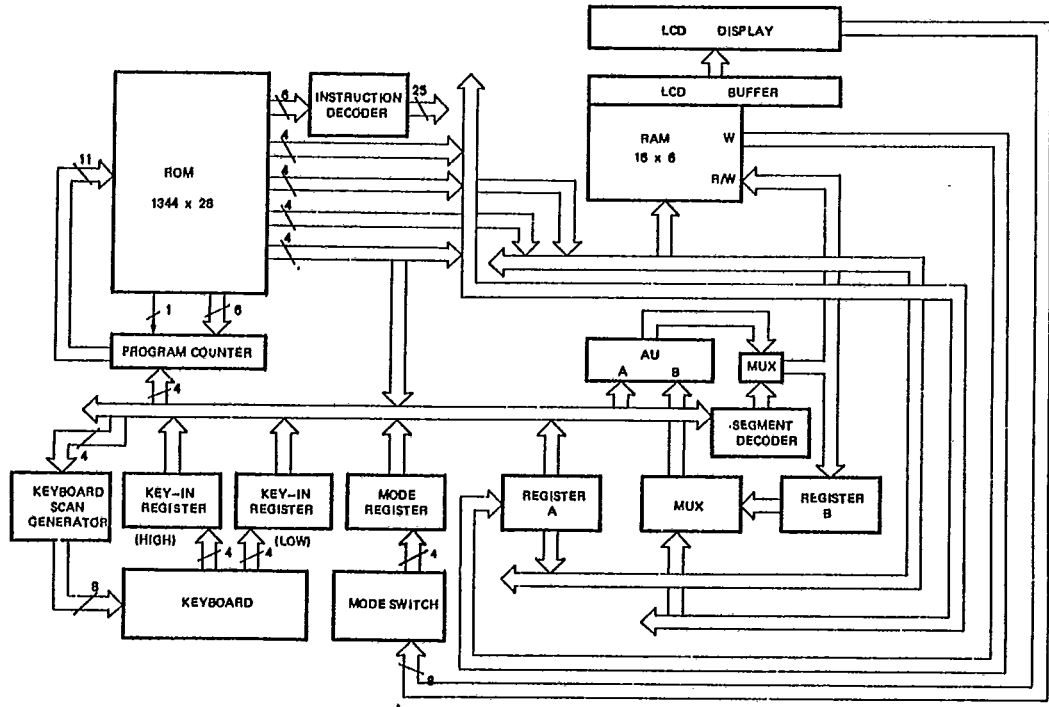 LCD DISPLAY
LCD BUFFER
RAM
16 x 6
W
R/W
6
INSTRUCTION
DECODER
25
4
4
4
4
11
ROM
1344 x 28
1
6
PROGRAM COUNTER
4
AU
A B
MUX
SEGMENT
DECODER
4
KEYBOARD
SCAN
GENERATOR
KEY-IN
REGISTER
(HIGH)
KEY-IN
REGISTER
(LOW)
MODE
REGISTER
REGISTER
A
MUX
REGISTER
B
4
4
4
8
KEYBOARD
MODE SWITCH
8